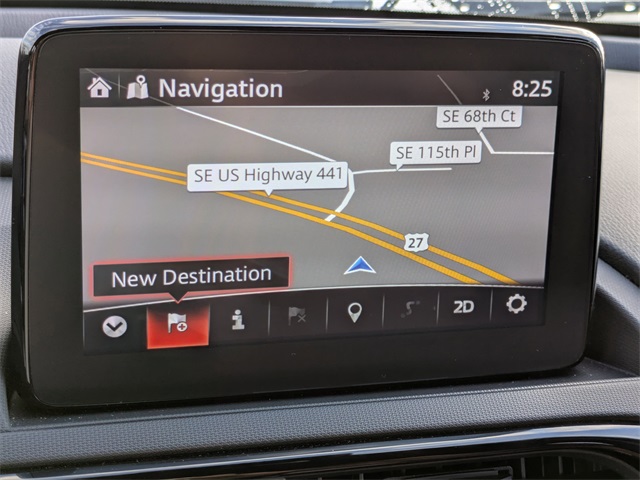 Navigation
8:25
SE 68th Ct
SE 115th Pl
SE US Highway 441
27
New Destination
2D